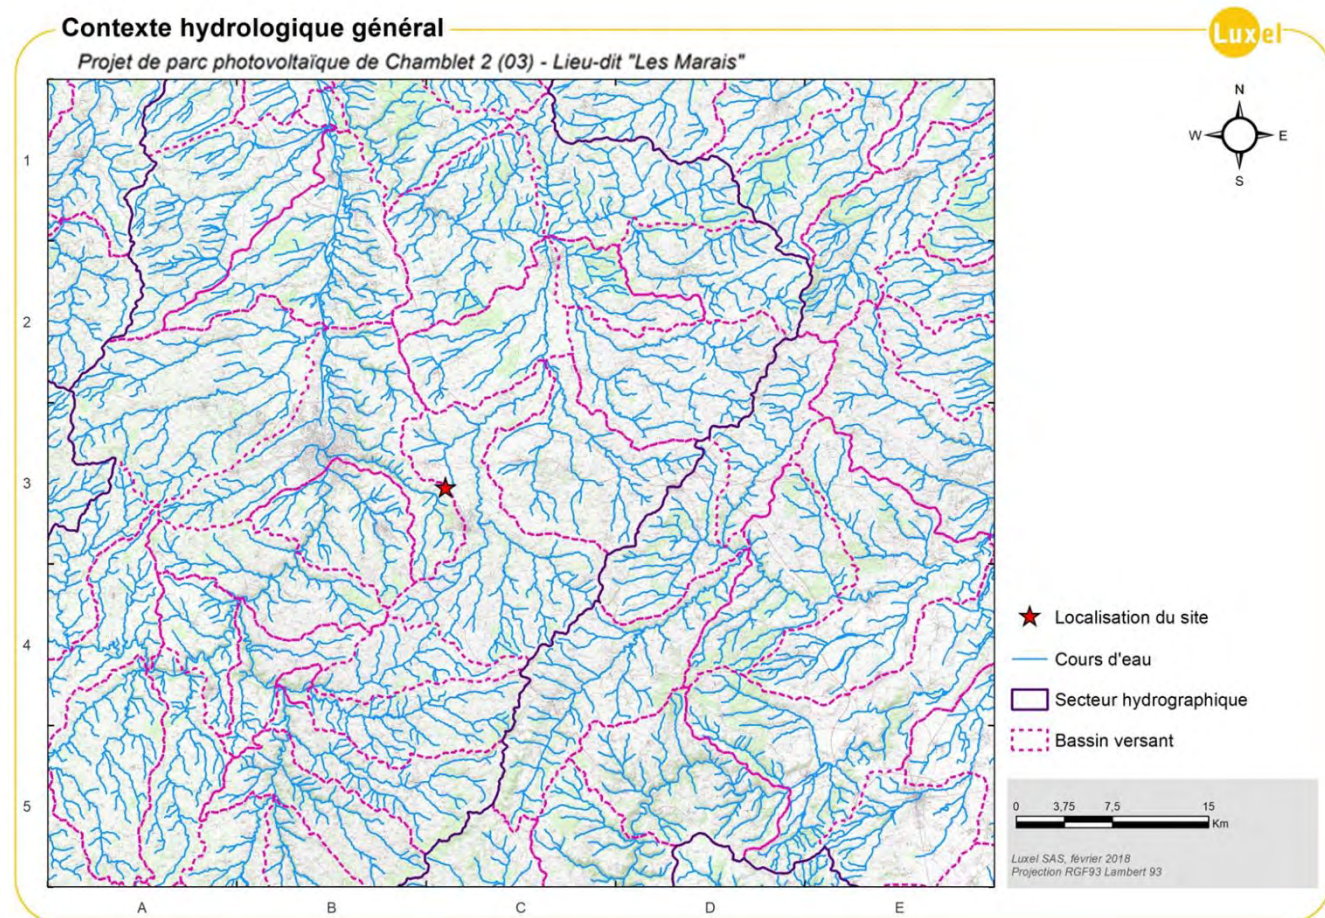 Contexte hydrologique général
Luxel
Projet de parc photovoltaïque de Chamblet 2 (03) - Lieu-dit "Les Marais"
N
W E
S
1
2
3
4
5
A B C D E
Localisation du site
Cours d'eau
Secteur hydrographique
Bassin versant
0 3,75 7,5 15
Km
Luxel SAS, février 2018
Projection RGF93 Lambert 93